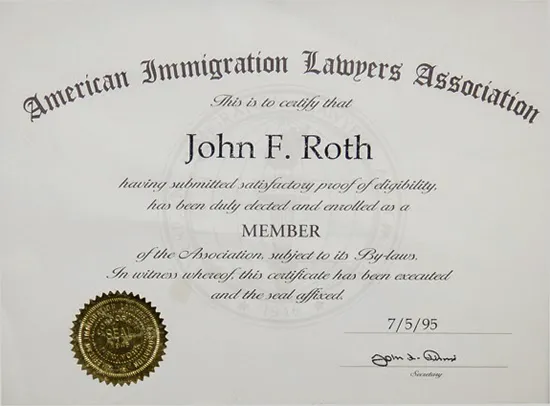 American Immigration Lawyers Association
This is to certify that
John F. Roth
having submitted satisfactory proof of eligibility,
has been duly elected and enrolled as a
MEMBER
of the Association, subject to its By-laws.
In witness whereof, this certificate has been executed
and the seal affixed.
7/5/95
Secretary
SEAL